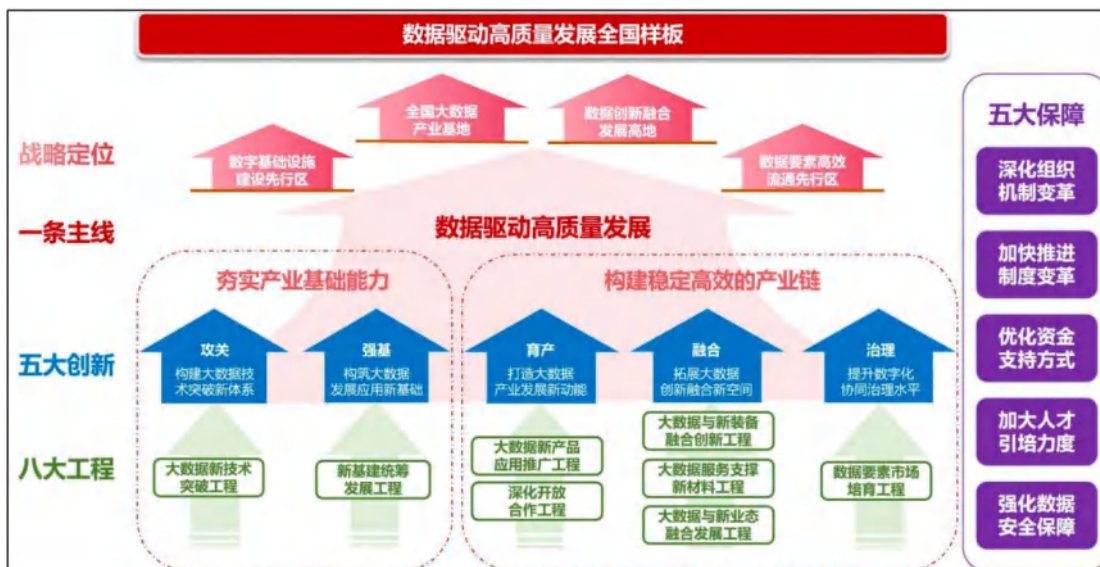 数据驱动高质量发展全国样板
战略定位
全国大数据
产业基地
数据创新融合
发展高地
数字基础设施
建设先行区
数据要素高效
流通先行区
一条主线
数据驱动高质量发展
夯实产业基础能力
构建稳定高效的产业链
五大创新
攻关
构建大数据技
术突破新体系
强基
构筑大数据
发展应用新基础
育产
打造大数据
产业发展新动能
融合
拓展大数据
创新融合新空间
治理
提升数字化
协同治理水平
八大工程
大数据新技术
突破工程
新基建统筹
发展工程
大数据新产品
应用推广工程
深化开放
合作工程
大数据与新装备
融合创新工程
大数据服务支撑
新材料工程
大数据与新业态
融合发展工程
数据要素市场
培育工程
五大保障
深化组织
机制变革
加快推进
制度变革
优化资金
支持方式
加大人才
引培力度
强化数据
安全保障